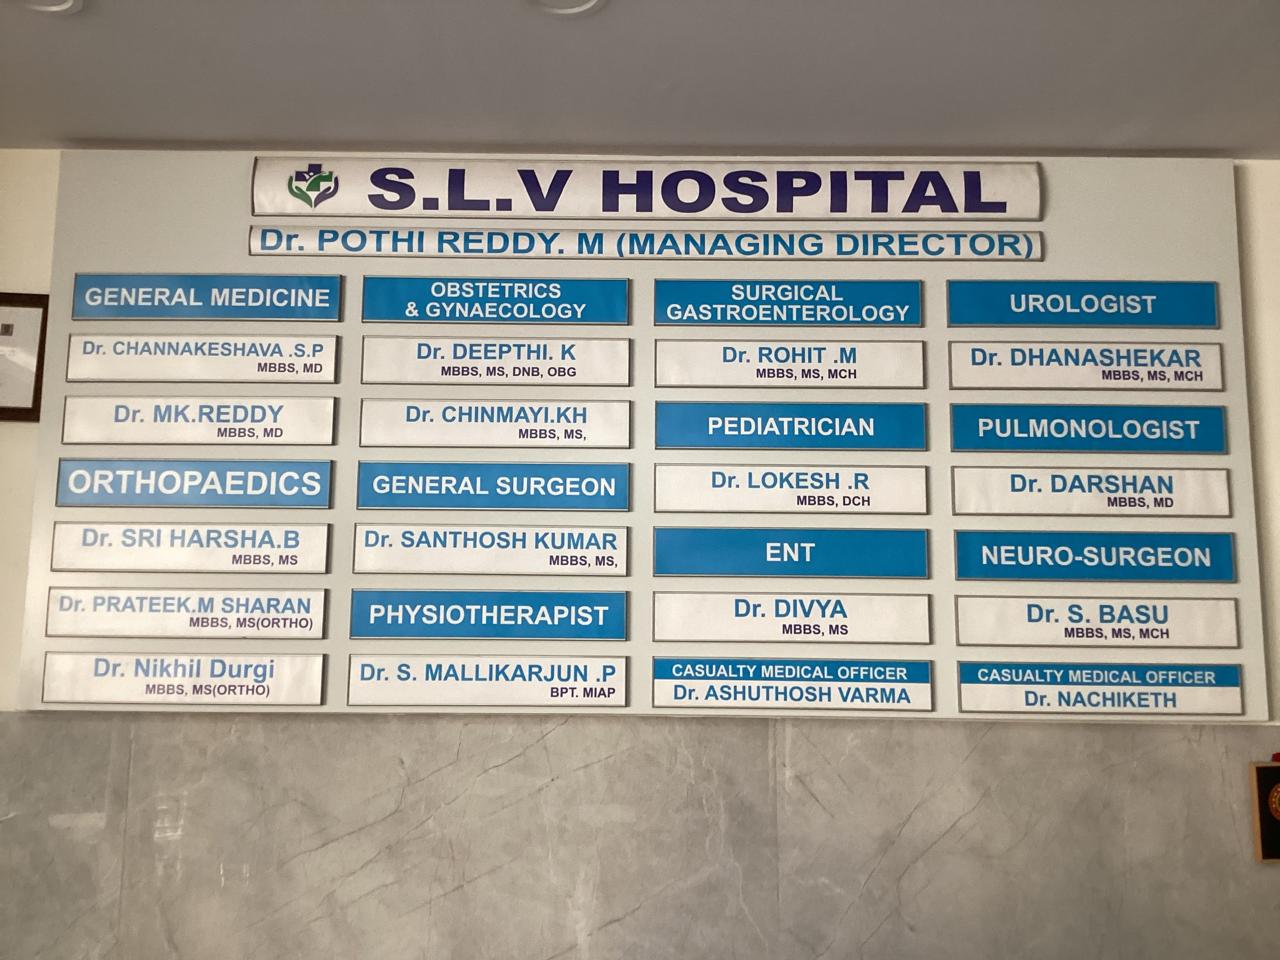 S.L.V HOSPITAL
Dr. POTHI REDDY. M (MANAGING DIRECTOR)
GENERAL MEDICINE
Dr. CHANNAKESHAVA .S.P
MBBS, MD
Dr. MK.REDDY
MBBS, MD
ORTHOPAEDICS
Dr. SRI HARSHA.B
MBBS, MS
Dr. PRATEEK.M SHARAN
MBBS, MS(ORTHO)
Dr. Nikhil Durgi
MBBS, MS(ORTHO)
OBSTETRICS
& GYNAECOLOGY
Dr. DEEPTHI. K
MBBS, MS, DNB, OBG
Dr. CHINMAYI.KH
MBBS, MS,
GENERAL SURGEON
Dr. SANTHOSH KUMAR
MBBS, MS,
PHYSIOTHERAPIST
Dr. S. MALLIKARJUN .P
BPT. MIAP
SURGICAL
GASTROENTEROLOGY
Dr. ROHIT .M
MBBS, MS, MCH
PEDIATRICIAN
Dr. LOKESH .R
MBBS, DCH
ENT
Dr. DIVYA
MBBS, MS
CASUALTY MEDICAL OFFICER
Dr. ASHUTHOSH VARMA
UROLOGIST
Dr. DHANASHEKAR
MBBS, MS, MCH
PULMONOLOGIST
Dr. DARSHAN
MBBS, MD
NEURO-SURGEON
Dr. S. BASU
MBBS, MS, MCH
CASUALTY MEDICAL OFFICER
Dr. NACHIKETH